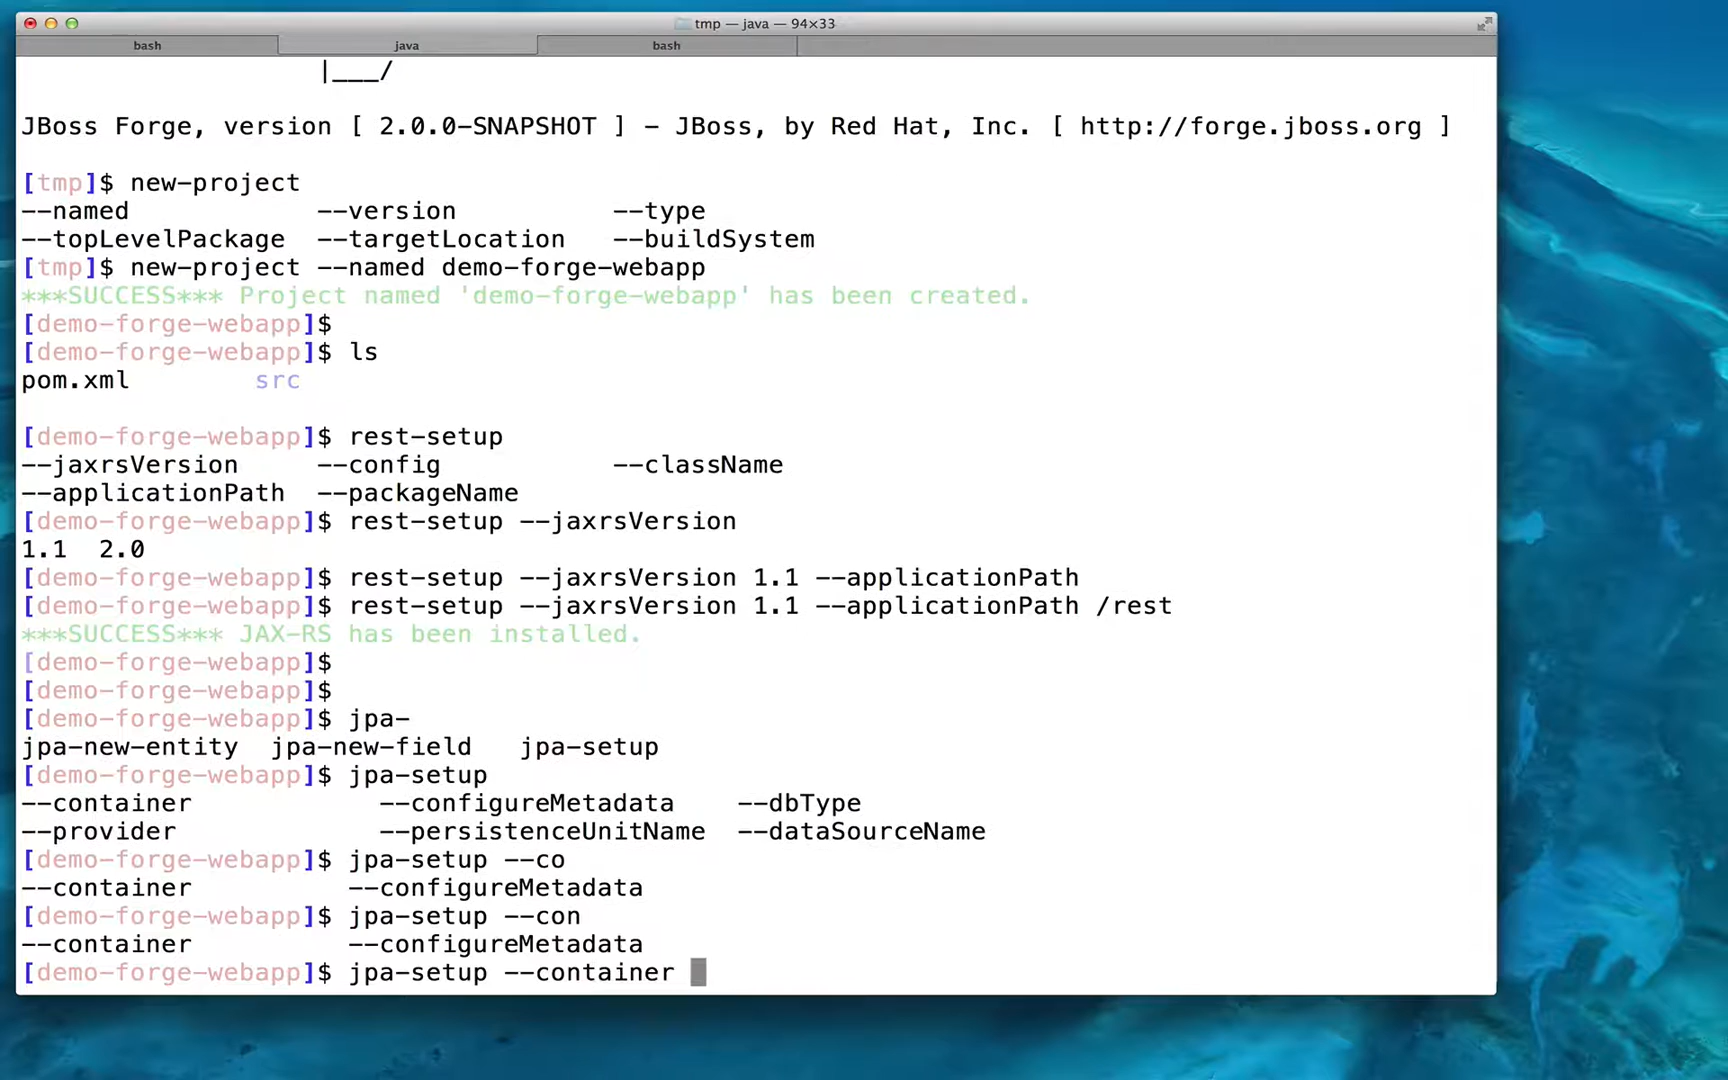 tmp — java — 94×33
bash java bash
|___/
JBoss Forge, version [ 2.0.0-SNAPSHOT ] - JBoss, by Red Hat, Inc. [ http://forge.jboss.org ]
[tmp]$ new-project
--named --version --type
--topLevelPackage --targetLocation --buildSystem
[tmp]$ new-project --named demo-forge-webapp
***SUCCESS*** Project named 'demo-forge-webapp' has been created.
[demo-forge-webapp]$
[demo-forge-webapp]$ ls
pom.xml src
[demo-forge-webapp]$ rest-setup
--jaxrsVersion --config --className
--applicationPath --packageName
[demo-forge-webapp]$ rest-setup --jaxrsVersion
1.1 2.0
[demo-forge-webapp]$ rest-setup --jaxrsVersion 1.1 --applicationPath
[demo-forge-webapp]$ rest-setup --jaxrsVersion 1.1 --applicationPath /rest
***SUCCESS*** JAX-RS has been installed.
[demo-forge-webapp]$
[demo-forge-webapp]$
[demo-forge-webapp]$ jpa-
jpa-new-entity jpa-new-field jpa-setup
[demo-forge-webapp]$ jpa-setup
--container --configureMetadata --dbType
--provider --persistenceUnitName --dataSourceName
[demo-forge-webapp]$ jpa-setup --co
--container --configureMetadata
[demo-forge-webapp]$ jpa-setup --con
--container --configureMetadata
[demo-forge-webapp]$ jpa-setup --container